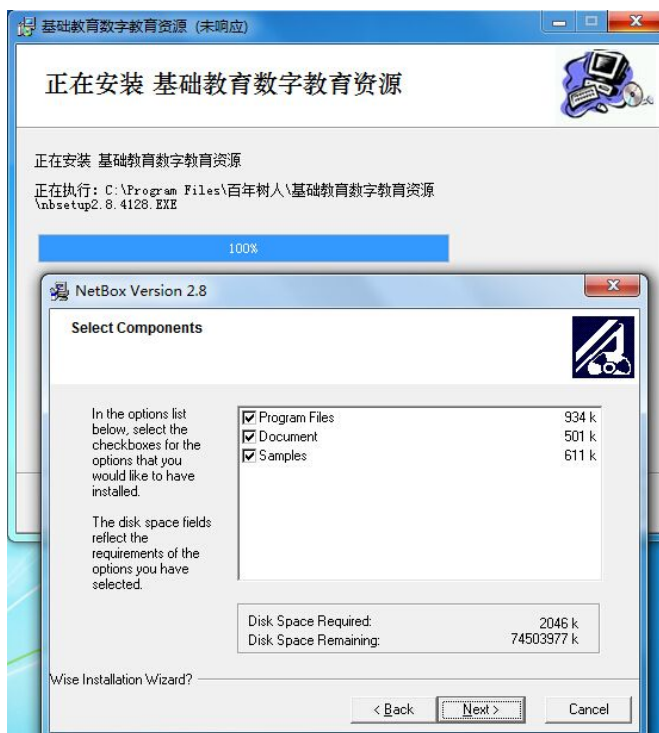 基础教育数字教育资源 (未响应)
正在安装 基础教育数字教育资源
正在安装 基础教育数字教育资源
正在执行: C:\Program Files\百年树人\基础教育数字教育资源
\nbsetup2.8.4128.EXE
100%
NetBox Version 2.8
Select Components
In the options list
below, select the
checkboxes for the
options that you
would like to have
installed.
The disk space fields
reflect the
requirements of the
options you have
selected.
Program Files 934 k
Document 501 k
Samples 611 k
Disk Space Required: 2046 k
Disk Space Remaining: 74503977 k
Wise Installation Wizard?
< Back Next > Cancel